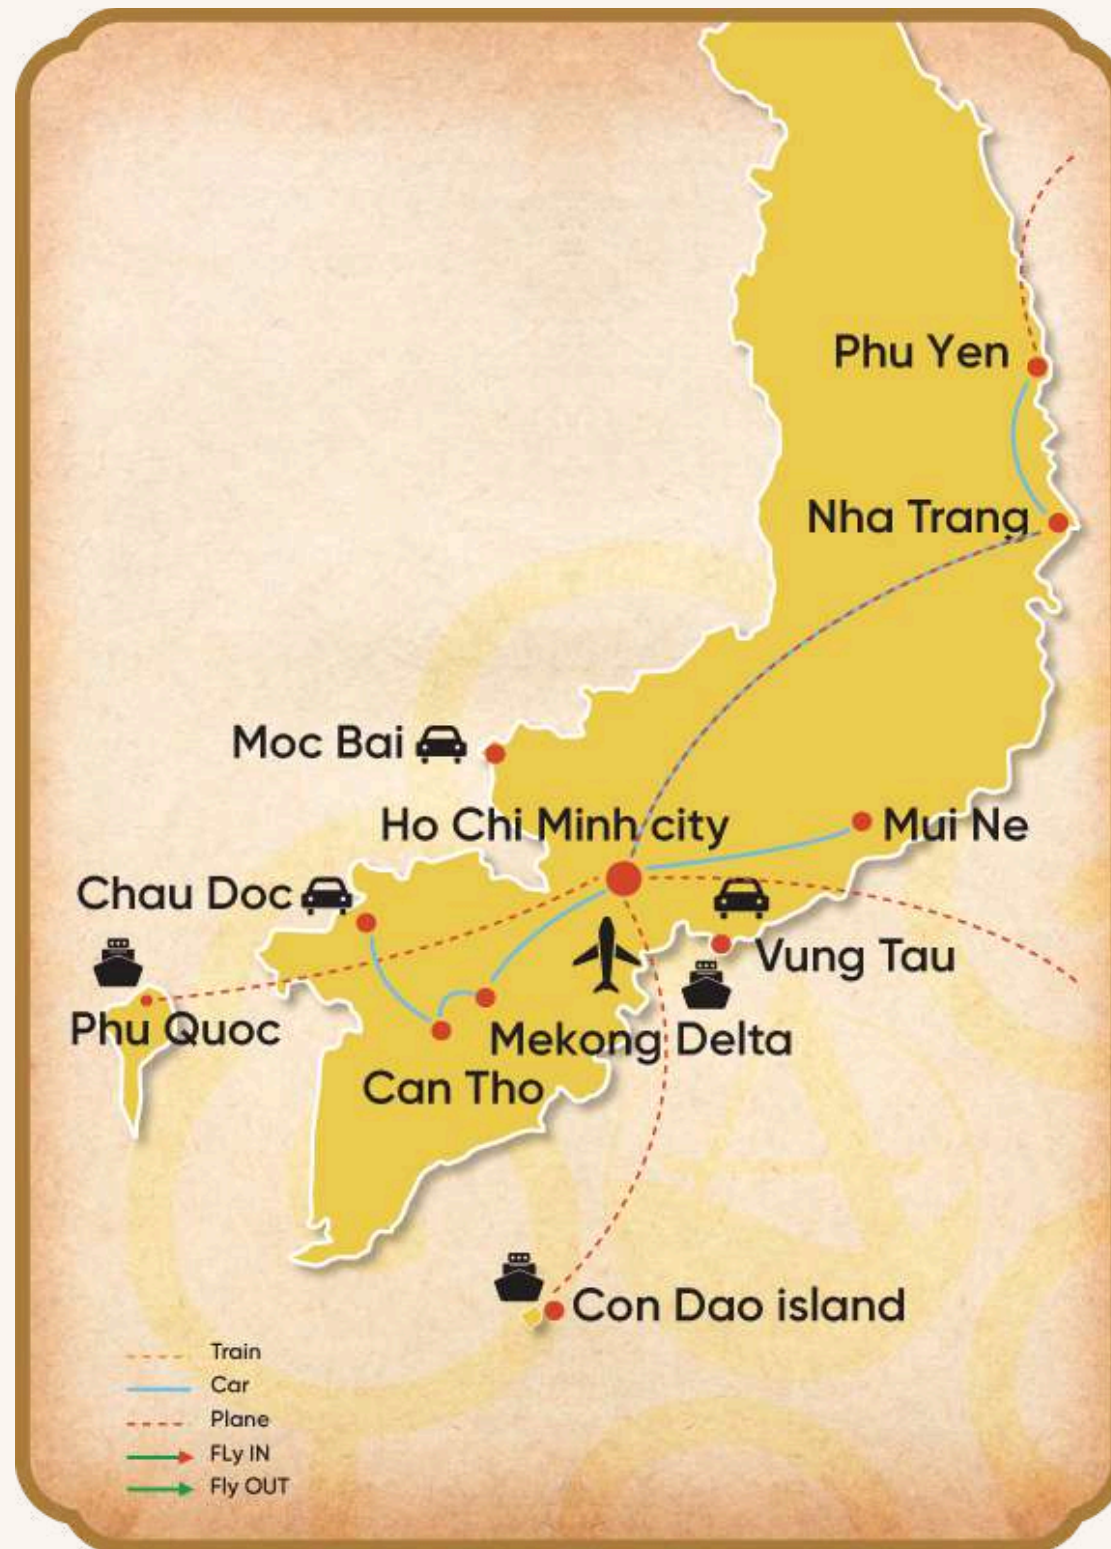 Phu Yen
Nha Trang
Moc Bai
Ho Chi Minh city
Mui Ne
Chau Doc
Vung Tau
Phu Quoc
Mekong Delta
Can Tho
Con Dao island
Train
Car
Plane
FLy IN
Fly OUT